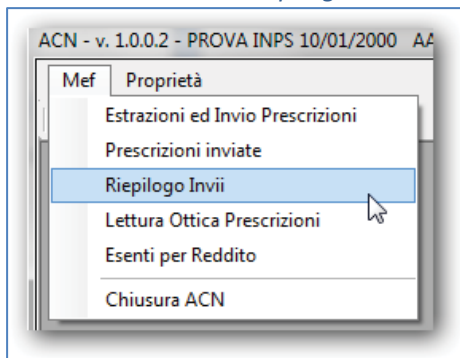 ACN - v. 1.0.0.2 - PROVA INPS 10/01/2000 AA
Mef Proprietà
Estrazioni ed Invio Prescrizioni
Prescrizioni inviate
Riepilogo Invii
Lettura Ottica Prescrizioni
Esenti per Reddito
Chiusura ACN